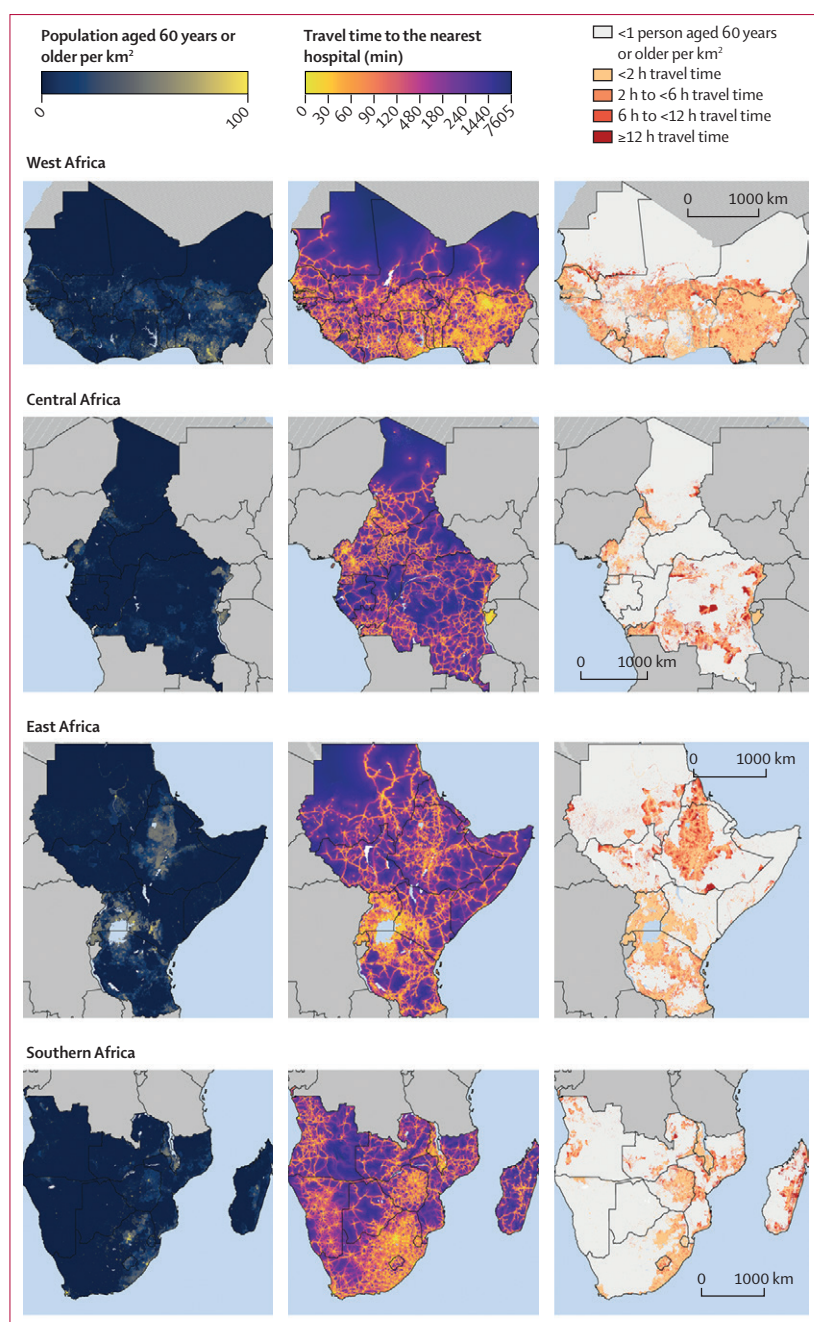 Population aged 60 years or
older per km²
0
100
Travel time to the nearest
hospital (min)
0
30
60
90
120
480
180
240
1440
7605
<1 person aged 60 years
or older per km²
<2 h travel time
2 h to <6 h travel time
6 h to <12 h travel time
≥12 h travel time
West Africa
0 1000 km
Central Africa
0 1000 km
East Africa
0 1000 km
Southern Africa
0 1000 km